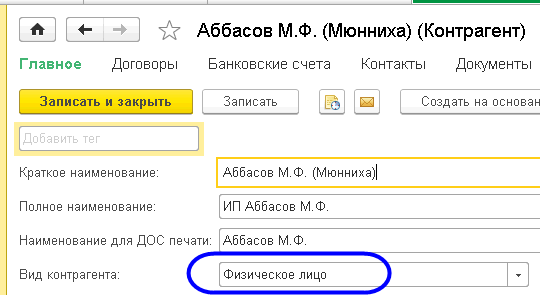 Аббасов М.Ф. (Мюнниха) (Контрагент)
Главное Договоры Банковские счета Контакты Документы
Записать и закрыть Записать Создать на основан
Добавить тег
Краткое наименование: Аббасов М.Ф. (Мюнниха)
Полное наименование: ИП Аббасов М.Ф.
Наименование для ДОС печати: Аббасов М.Ф.
Вид контрагента: Физическое лицо